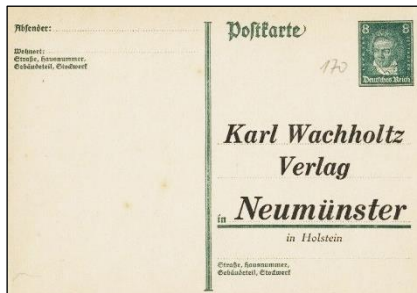 Absender:
Wohnort:
Straße, Hausnummer,
Gebäudeteil, Stockwerk
Postkarte
8 8
Deutsches Reich
170
Karl Wachholtz
Verlag
in Neumünster
in Holstein
Straße, Hausnummer,
Gebäudeteil, Stockwerk